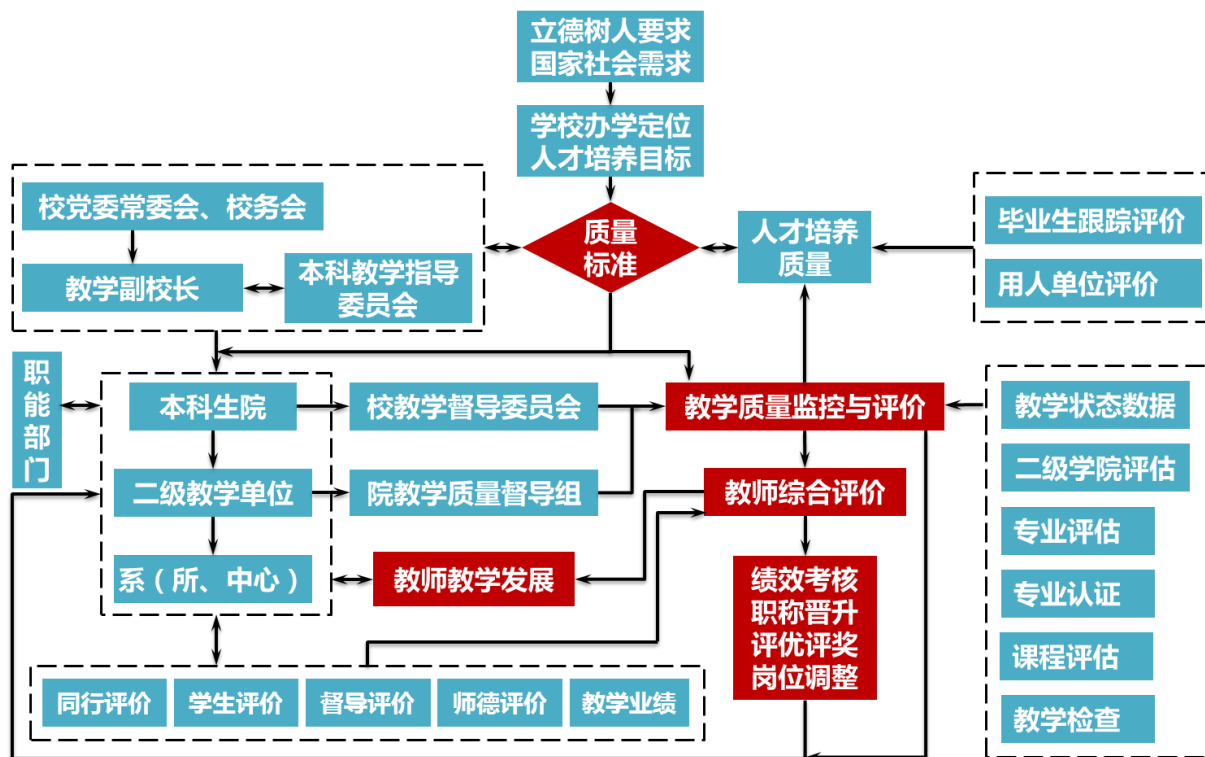 立德树人要求
国家社会需求
学校办学定位
人才培养目标
校党委常委会、校务会
教学副校长
本科教学指导
委员会
质量
标准
人才培养
质量
毕业生跟踪评价
用人单位评价
职
能
部
门
本科生院
校教学督导委员会
教学质量监控与评价
二级教学单位
院教学质量督导组
教师综合评价
系（所、中心）
教师教学发展
绩效考核
职称晋升
评优评奖
岗位调整
教学状态数据
二级学院评估
专业评估
专业认证
课程评估
教学检查
同行评价
学生评价
督导评价
师德评价
教学业绩